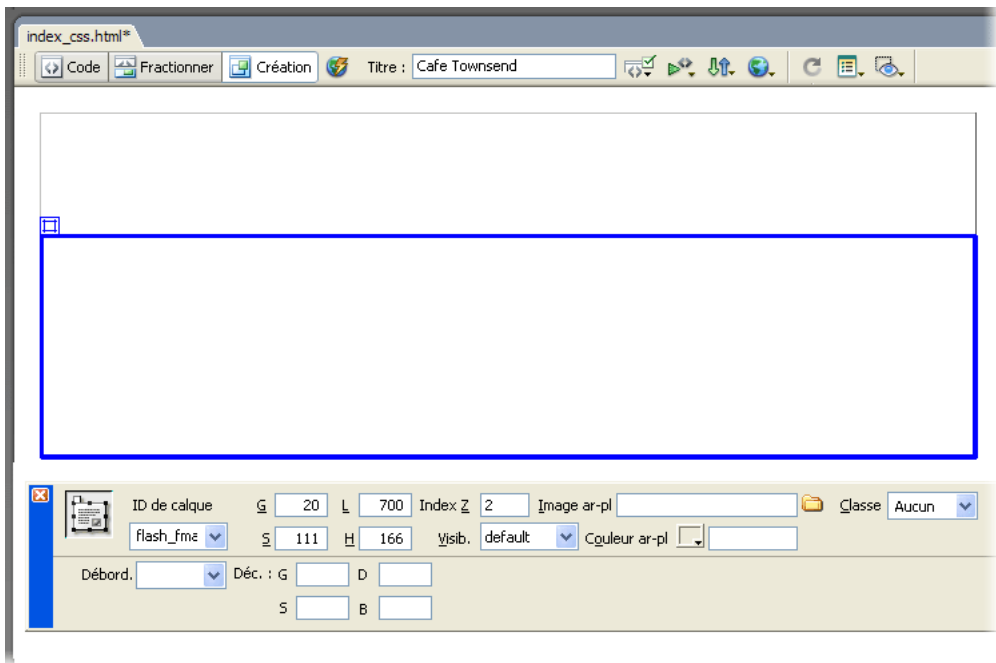 index_css.html*
Code Fractionner Création Titre : Cafe Townsend
ID de calque G 20 L 700 Index Z 2 Image ar-pl Classe Aucun
flash_fma S 111 H 166 Visib. default Couleur ar-pl
Débord. Déc. : G D
S B